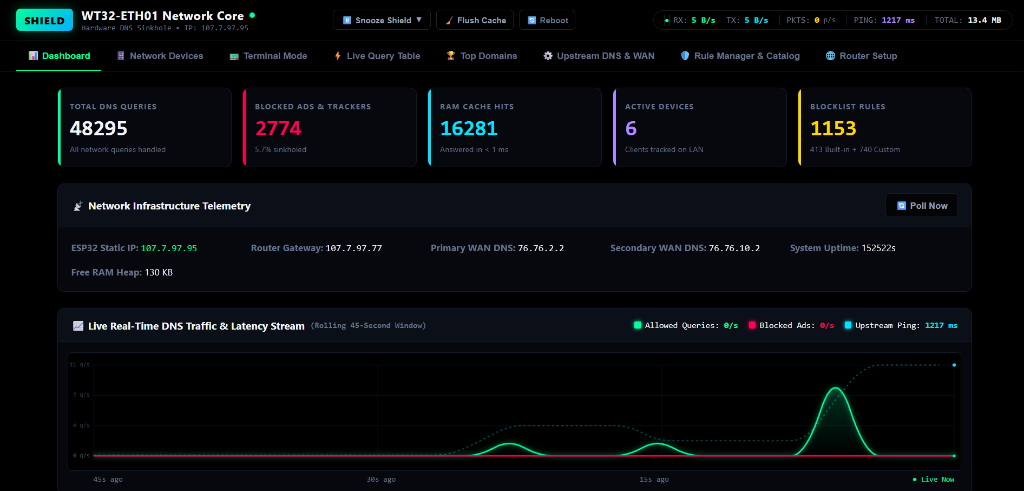 SHIELD
WT32-ETH01 Network Core
Hardware DNS Sinkhole • IP: 107.7.97.95
Snooze Shield ▼
Flush Cache
Reboot
RX: 5 B/s TX: 5 B/s PKTS: 0 p/s PING: 1217 ms TOTAL: 13.4 MB
Dashboard
Network Devices
Terminal Mode
Live Query Table
Top Domains
Upstream DNS & WAN
Rule Manager & Catalog
Router Setup
TOTAL DNS QUERIES
48295
All network queries handled
BLOCKED ADS & TRACKERS
2774
5.7% sinkholed
RAM CACHE HITS
16281
Answered in < 1 ms
ACTIVE DEVICES
6
Clients tracked on LAN
BLOCKLIST RULES
1153
413 Built-in + 740 Custom
Network Infrastructure Telemetry
Poll Now
ESP32 Static IP: 107.7.97.95
Router Gateway: 107.7.97.77
Primary WAN DNS: 76.76.2.2
Secondary WAN DNS: 76.76.10.2
System Uptime: 152522s
Free RAM Heap: 130 KB
Live Real-Time DNS Traffic & Latency Stream (Rolling 45-Second Window)
Allowed Queries: 0/s
Blocked Ads: 0/s
Upstream Ping: 1217 ms
11 q/s
7 q/s
4 q/s
0 q/s
45s ago
30s ago
15s ago
● Live Now